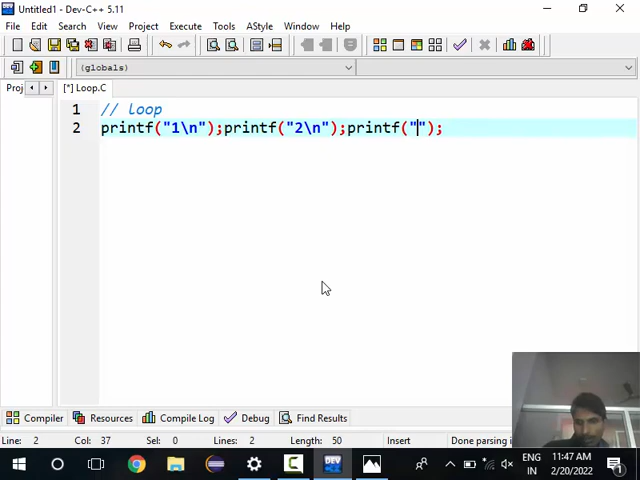 Untitled1 - Dev-C++ 5.11
File Edit Search View Project Execute Tools AStyle Window Help
(globals)
Proj [*] Loop.C
1 // loop
2 printf("1\n");printf("2\n");printf("");
Compiler Resources Compile Log Debug Find Results
Line: 2 Col: 37 Sel: 0 Lines: 2 Length: 50 Insert Done parsing i
DEV ENG 11:47 AM
IN 2/20/2022